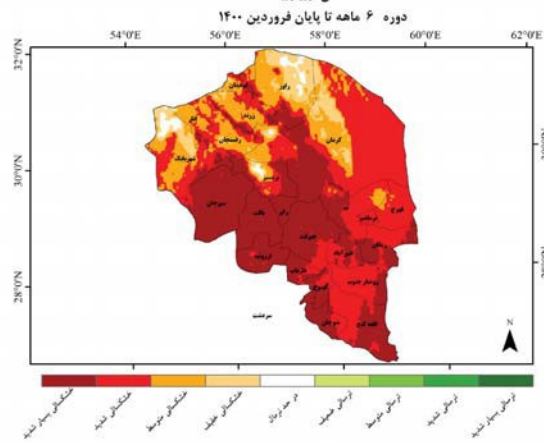 دوره ۶ ماهه تا پایان فروردین ۱۴۰۰
54°0'E 56°0'E 58°0'E 60°0'E 62°0'E
32°0'N
راور
کوهبنان
زرند
انار
رفسنجان
کرمان
30°0'N
شهربابک
بردسیر
سیرجان
بافت
رابر
بم
نرماشیر
فهرج
جیرفت
ریگان
ارزوئیه
عنبرآباد
فاریاب
28°0'N
کهنوج
رودبار جنوب
سردشت
منوجان
قلعه گنج
N
خشکسالی بسیار شدید
خشکسالی شدید
خشکسالی متوسط
خشکسالی خفیف
در حد نرمال
ترسالی ضعیف
ترسالی متوسط
ترسالی شدید
ترسالی بسیار شدید